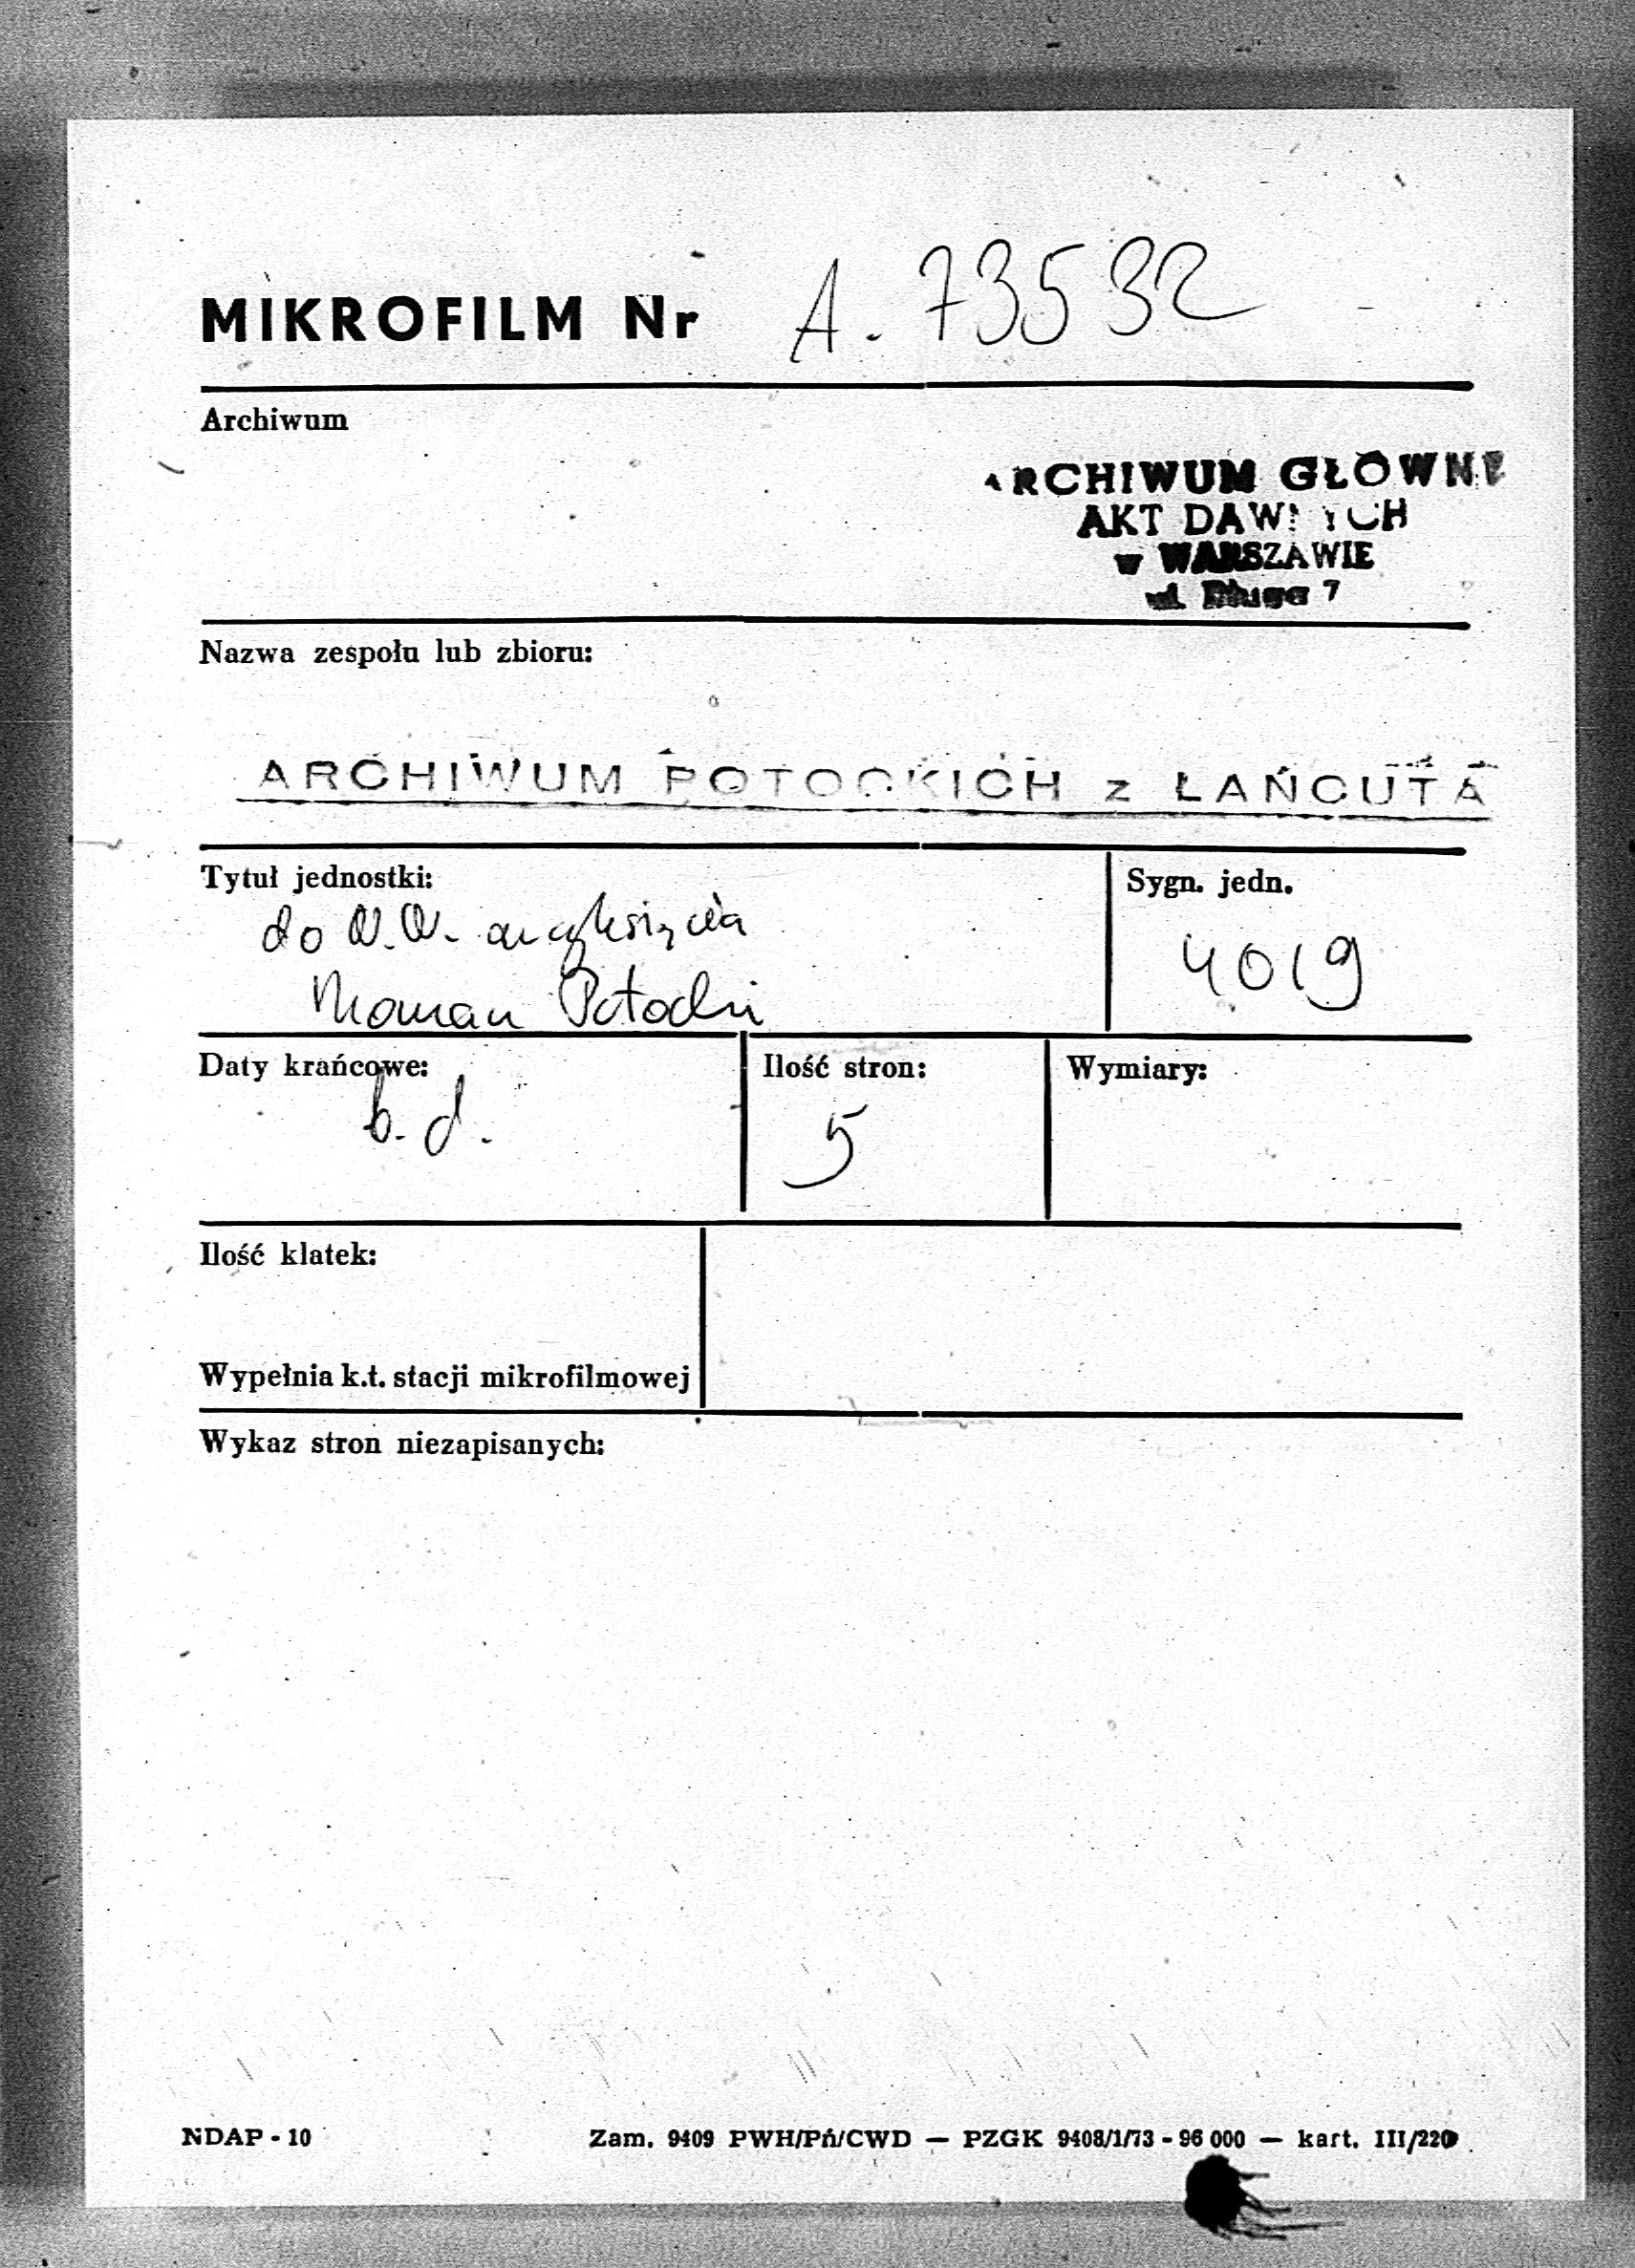 MIKROFILM Nr A. 73532
Archiwum
ARCHIWUM GŁÓWNE
AKT DAWNYCH
w WARSZAWIE
ul. Długa 7
Nazwa zespołu lub zbioru:
ARCHIWUM POTOCKICH z ŁAŃCUTA
Tytuł jednostki:
Sygn. jedn.
do N.N. arcyksięcia
4019
Roman Potocki
Daty krańcowe:
Ilość stron:
Wymiary:
b. d.
5
Ilość klatek:
Wypełnia k.t. stacji mikrofilmowej
Wykaz stron niezapisanych:
NDAP - 10
Zam. 9409 PWH/Pń/CWD — PZGK 9408/1/73 - 96 000 — kart. III/220